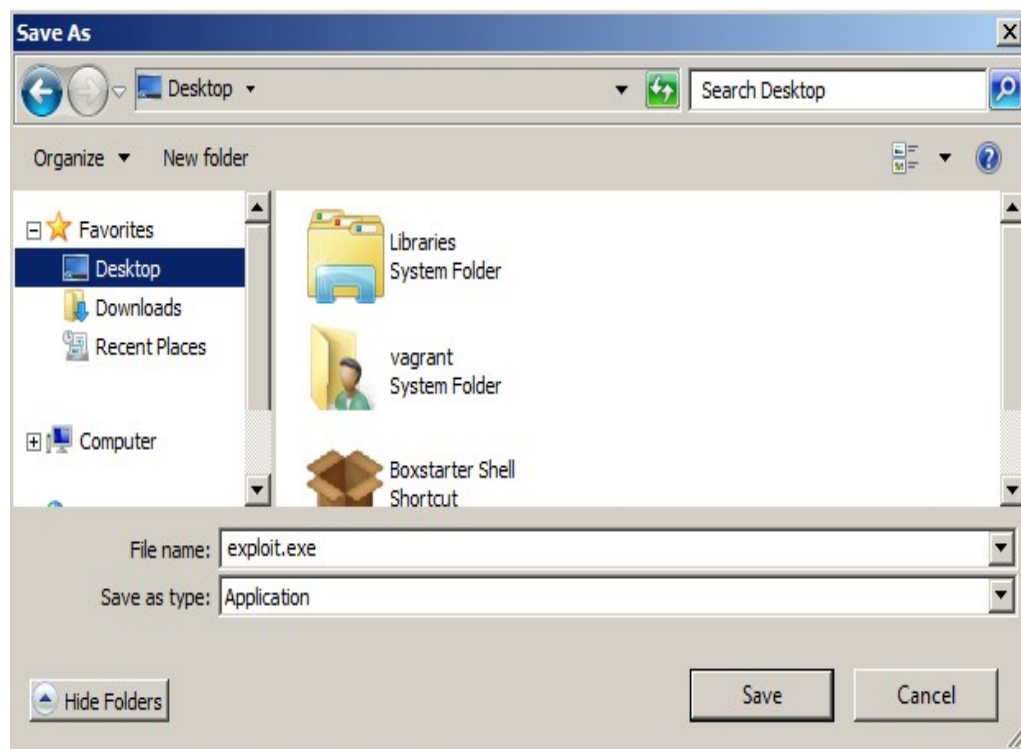 Save As
Desktop
Search Desktop
Organize
New folder
Favorites
Desktop
Downloads
Recent Places
Computer
Libraries
System Folder
vagrant
System Folder
Boxstarter Shell
Shortcut
File name: exploit.exe
Save as type: Application
Hide Folders
Save
Cancel